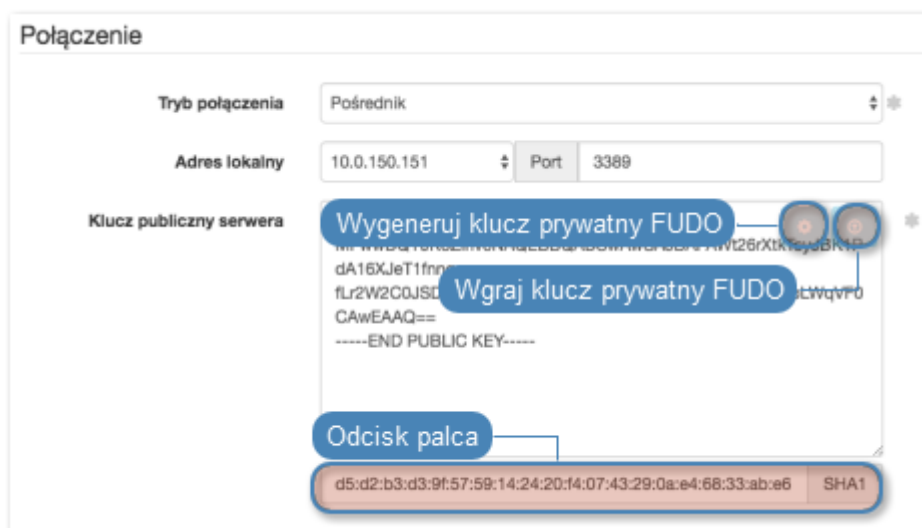 Połączenie
Tryb połączenia
Pośrednik
Adres lokalny
10.0.150.151
Port
3389
Klucz publiczny serwera
Wygeneruj klucz prywatny FUDO
dA16XJeT1fnng
Wgraj klucz prywatny FUDO
fLr2W2C0JSD
CAwEAAQ==
-----END PUBLIC KEY-----
Odcisk palca
d5:d2:b3:d3:9f:57:59:14:24:20:f4:07:43:29:0a:e4:68:33:ab:e6
SHA1